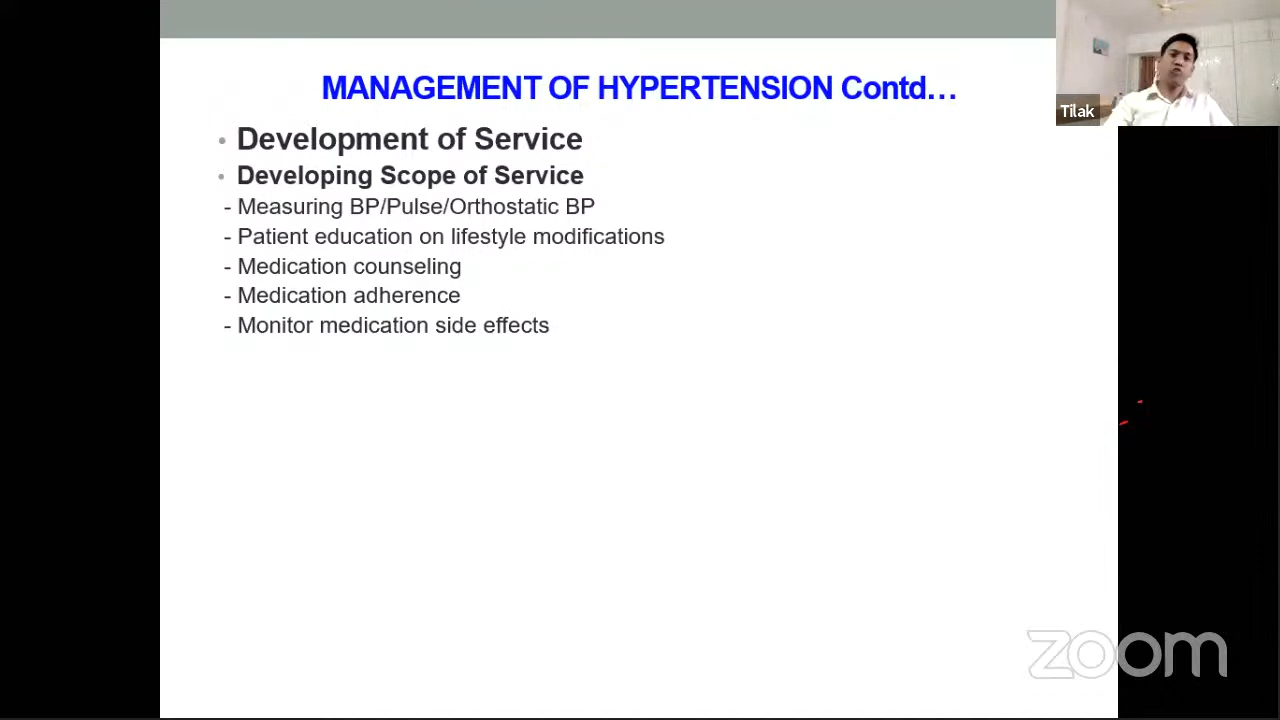 MANAGEMENT OF HYPERTENSION Contd...
Tilak
• Development of Service
• Developing Scope of Service
- Measuring BP/Pulse/Orthostatic BP
- Patient education on lifestyle modifications
- Medication counseling
- Medication adherence
- Monitor medication side effects
zoom